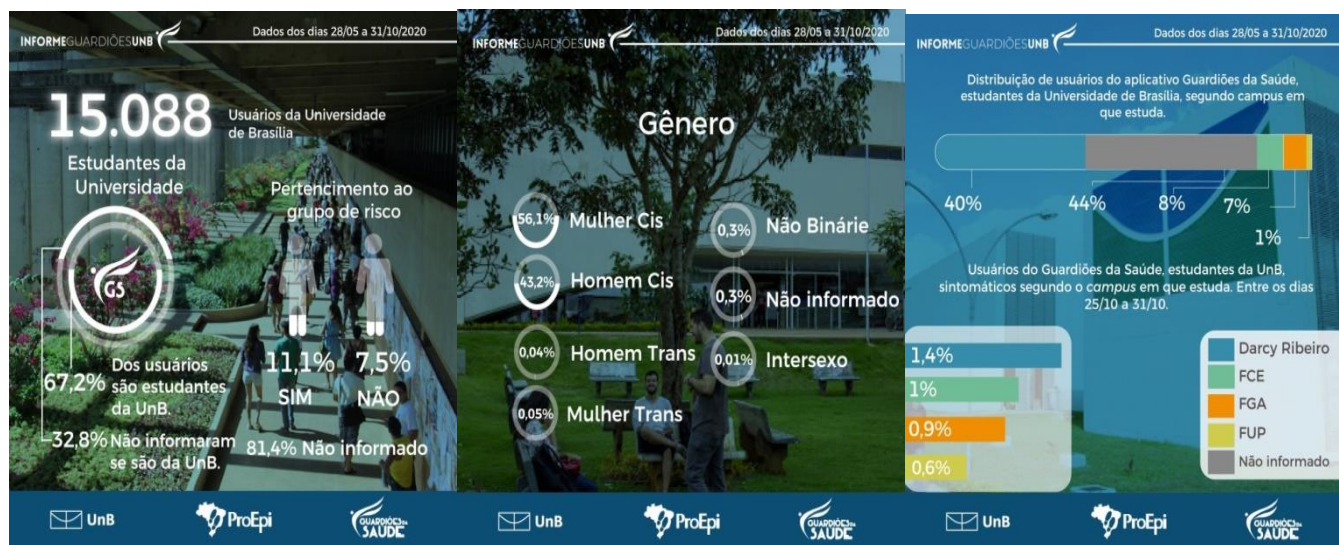 INFORMEGUARDIÕESUNB
Dados dos dias 28/05 a 31/10/2020
15.088
Usuários da Universidade
de Brasília
Estudantes da
Universidade
Pertencimento ao
grupo de risco
GS
67,2%
Dos usuários
são estudantes
da UnB.
11,1%
SIM
7,5%
NÃO
32,8%
Não informaram
se são da UnB.
81,4% Não informado
UnB
ProEpi
GUARDIÕES DA
SAÚDE
INFORMEGUARDIÕESUNB
Dados dos dias 28/05 a 31/10/2020
Gênero
56,1% Mulher Cis
43,2% Homem Cis
0,04% Homem Trans
0,05% Mulher Trans
0,3% Não Binárie
0,3% Não informado
0,01% Intersexo
UnB
ProEpi
GUARDIÕES DA
SAÚDE
INFORMEGUARDIÕESUNB
Dados dos dias 28/05 a 31/10/2020
Distribuição de usuários do aplicativo Guardiões da Saúde,
estudantes da Universidade de Brasília, segundo campus em
que estuda.
40% 44% 8% 7%
1%
Usuários do Guardiões da Saúde, estudantes da UnB,
sintomáticos segundo o campus em que estuda. Entre os dias
25/10 a 31/10.
1,4%
1%
0,9%
0,6%
Darcy Ribeiro
FCE
FGA
FUP
Não informado
UnB
ProEpi
GUARDIÕES DA
SAÚDE